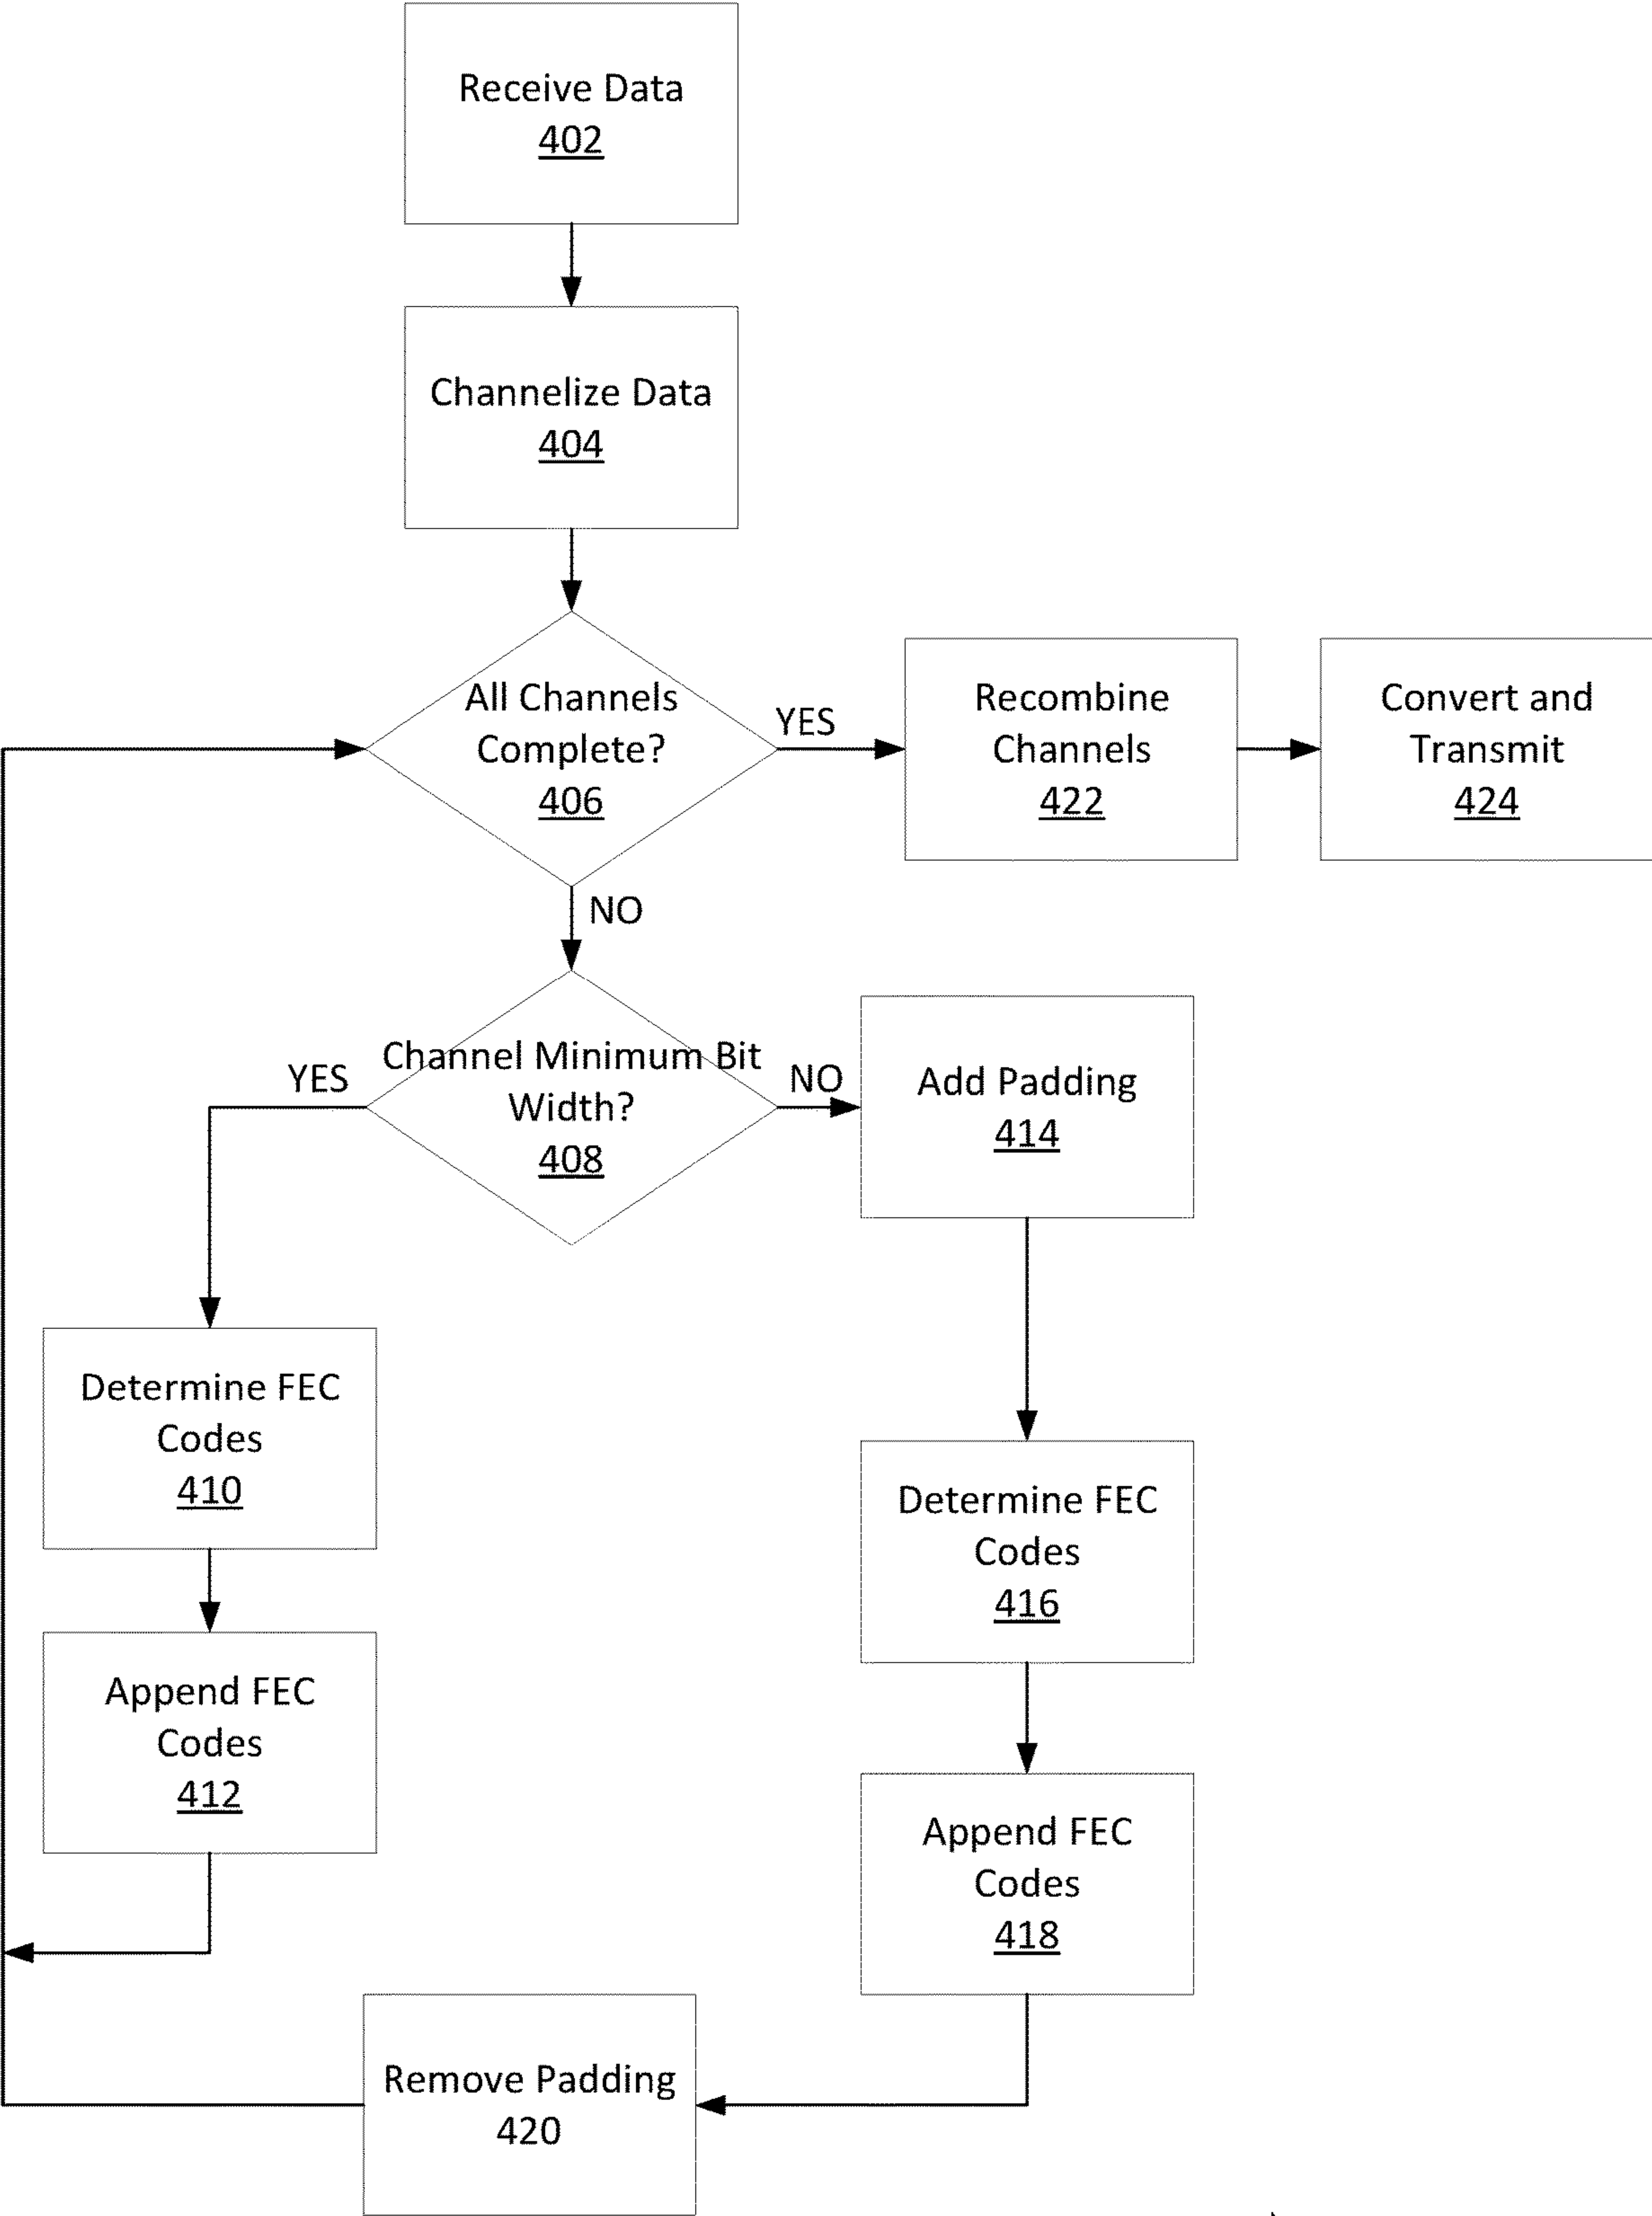 Receive Data
402
Channelize Data
404
All Channels
Complete?
406
YES
Recombine
Channels
422
Convert and
Transmit
424
NO
Channel Minimum Bit
Width?
408
YES
NO
Add Padding
414
Determine FEC
Codes
410
Determine FEC
Codes
416
Append FEC
Codes
412
Append FEC
Codes
418
Remove Padding
420